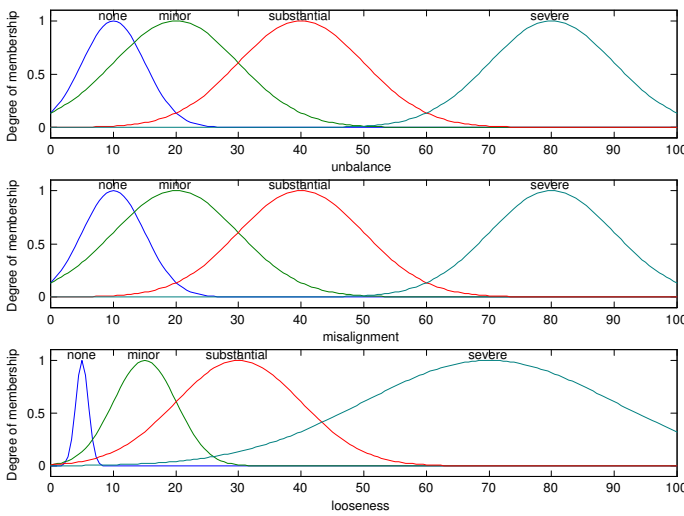 none minor substantial severe
1
0.5
0
Degree of membership
0 10 20 30 40 50 60 70 80 90 100
unbalance
none minor substantial severe
1
0.5
0
Degree of membership
0 10 20 30 40 50 60 70 80 90 100
misalignment
none minor substantial severe
1
0.5
0
Degree of membership
0 10 20 30 40 50 60 70 80 90 100
looseness